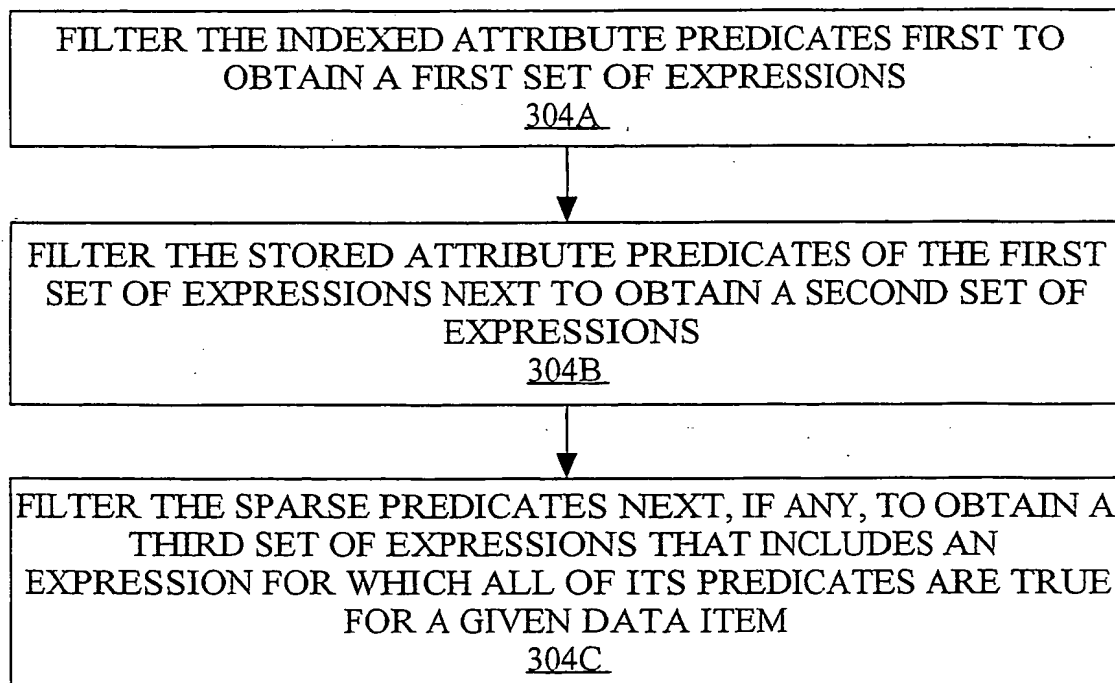 FILTER THE INDEXED ATTRIBUTE PREDICATES FIRST TO
OBTAIN A FIRST SET OF EXPRESSIONS
304A
FILTER THE STORED ATTRIBUTE PREDICATES OF THE FIRST
SET OF EXPRESSIONS NEXT TO OBTAIN A SECOND SET OF
EXPRESSIONS
304B
FILTER THE SPARSE PREDICATES NEXT, IF ANY, TO OBTAIN A
THIRD SET OF EXPRESSIONS THAT INCLUDES AN
EXPRESSION FOR WHICH ALL OF ITS PREDICATES ARE TRUE
FOR A GIVEN DATA ITEM
304C